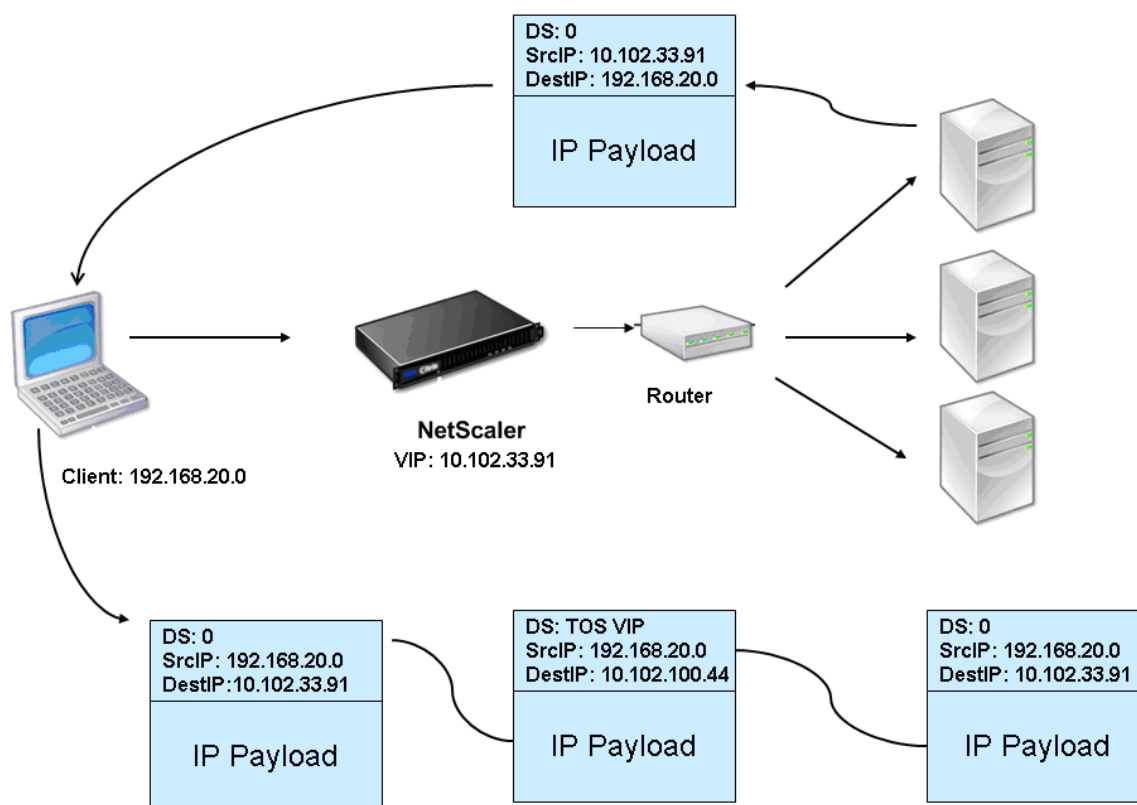 DS: 0
SrcIP: 10.102.33.91
DestIP: 192.168.20.0
IP Payload
Router
NetScaler
VIP: 10.102.33.91
Client: 192.168.20.0
DS: 0
SrcIP: 192.168.20.0
DestIP:10.102.33.91
IP Payload
DS: TOS VIP
SrcIP: 192.168.20.0
DestIP: 10.102.100.44
IP Payload
DS: 0
SrcIP: 192.168.20.0
DestIP: 10.102.33.91
IP Payload